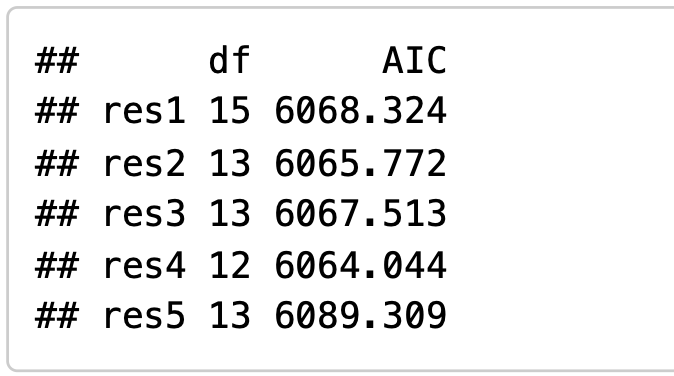 ##      df      AIC
## res1 15 6068.324
## res2 13 6065.772
## res3 13 6067.513
## res4 12 6064.044
## res5 13 6089.309